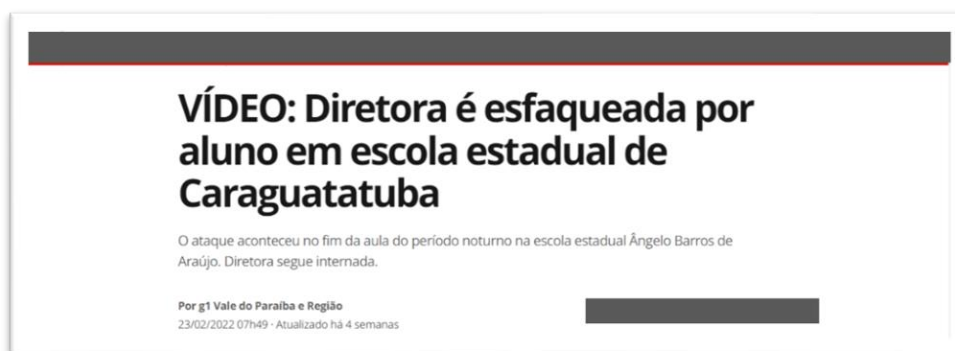 VÍDEO: Diretora é esfaqueada por
aluno em escola estadual de
Caraguatatuba
O ataque aconteceu no fim da aula do período noturno na escola estadual Ângelo Barros de
Araújo. Diretora segue internada.
Por g1 Vale do Paraíba e Região
23/02/2022 07h49 · Atualizado há 4 semanas